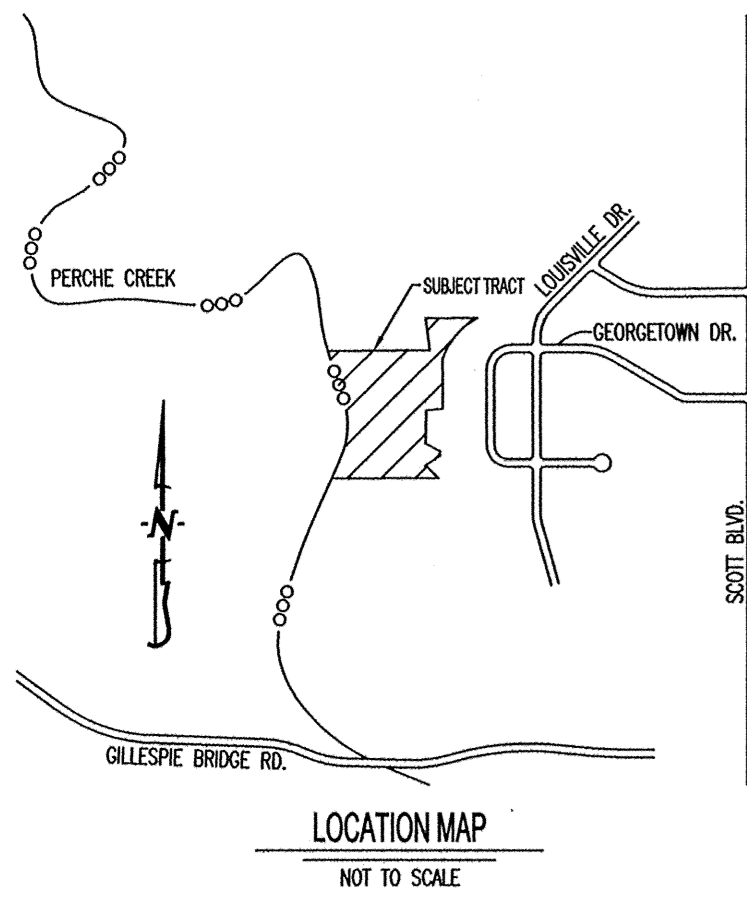 LOUISVILLE DR.
PERCHE CREEK
SUBJECT TRACT
GEORGETOWN DR.
N
SCOTT BLVD.
GILLESPIE BRIDGE RD.
LOCATION MAP
NOT TO SCALE